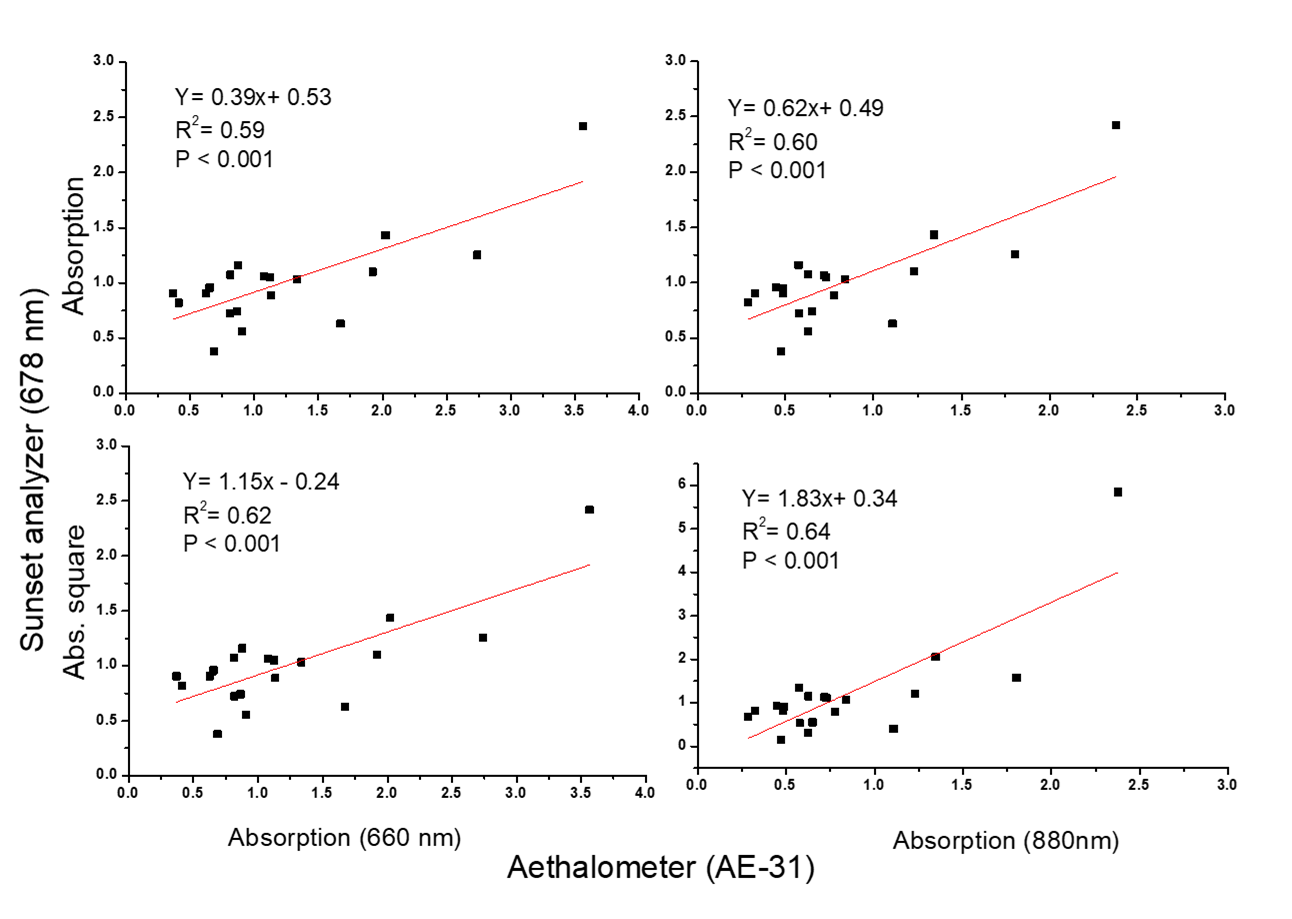 Y= 0.39x+ 0.53
R2= 0.59
P < 0.001
3.0
2.5
2.0
1.5
1.0
0.5
0.0
0.0 0.5 1.0 1.5 2.0 2.5 3.0 3.5 4.0
Absorption
Y= 0.62x+ 0.49
R2= 0.60
P < 0.001
3.0
2.5
2.0
1.5
1.0
0.5
0.0
0.0 0.5 1.0 1.5 2.0 2.5 3.0
Sunset analyzer (678 nm)
Y= 1.15x - 0.24
R2= 0.62
P < 0.001
3.0
2.5
2.0
1.5
1.0
0.5
0.0
0.0 0.5 1.0 1.5 2.0 2.5 3.0 3.5 4.0
Abs. square
Y= 1.83x+ 0.34
R2= 0.64
P < 0.001
6
5
4
3
2
1
0
0.0 0.5 1.0 1.5 2.0 2.5 3.0
Absorption (660 nm)
Absorption (880nm)
Aethalometer (AE-31)